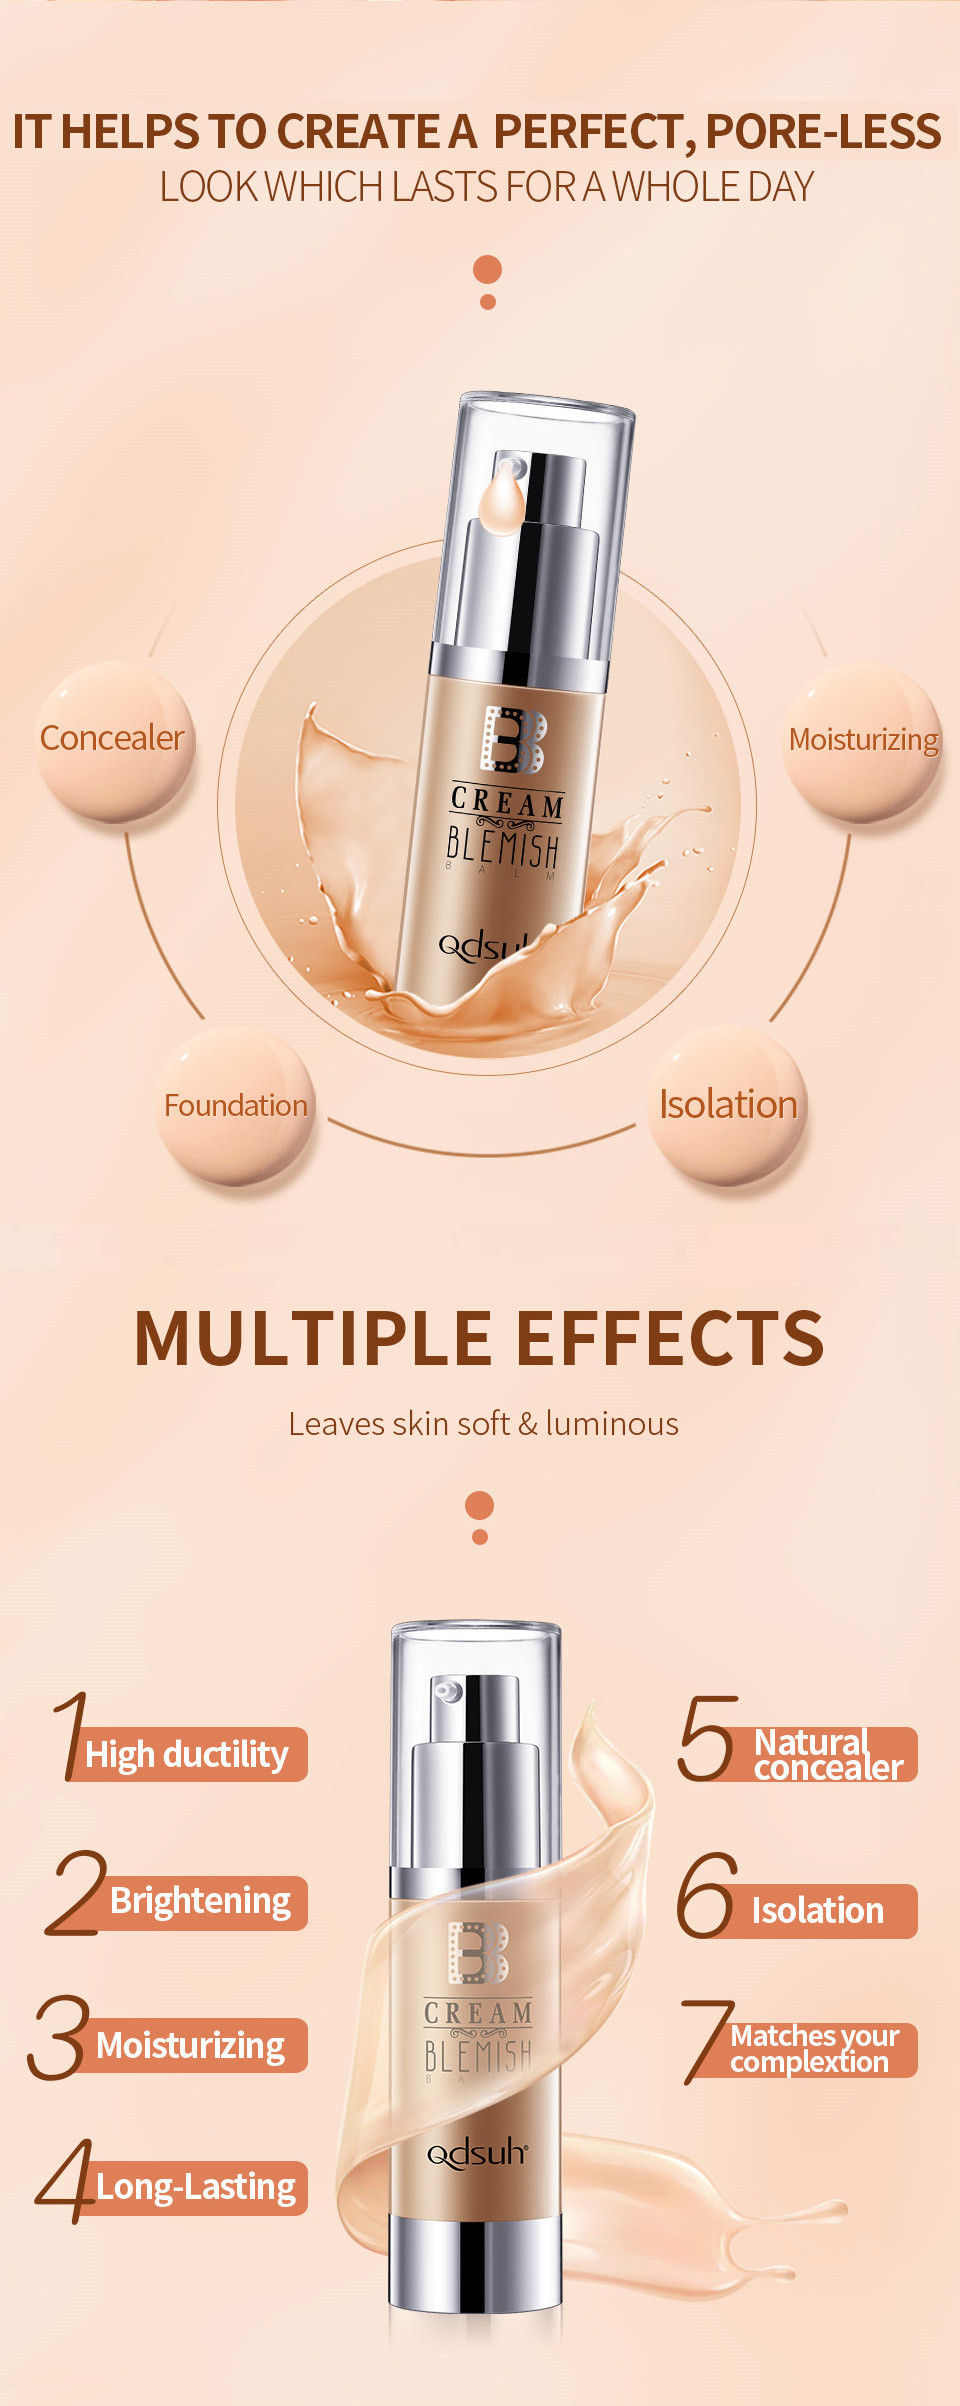 IT HELPS TO CREATE A PERFECT, PORE-LESS
LOOK WHICH LASTS FOR A WHOLE DAY
B
CREAM
BLEMISH
BALM
Concealer
Moisturizing
Foundation
Isolation
MULTIPLE EFFECTS
Leaves skin soft & luminous
1 High ductility
2 Brightening
3 Moisturizing
4 Long-Lasting
B
CREAM
BLEMISH
Qdsuh®
5 Natural
concealer
6 Isolation
7 Matches your
complextion